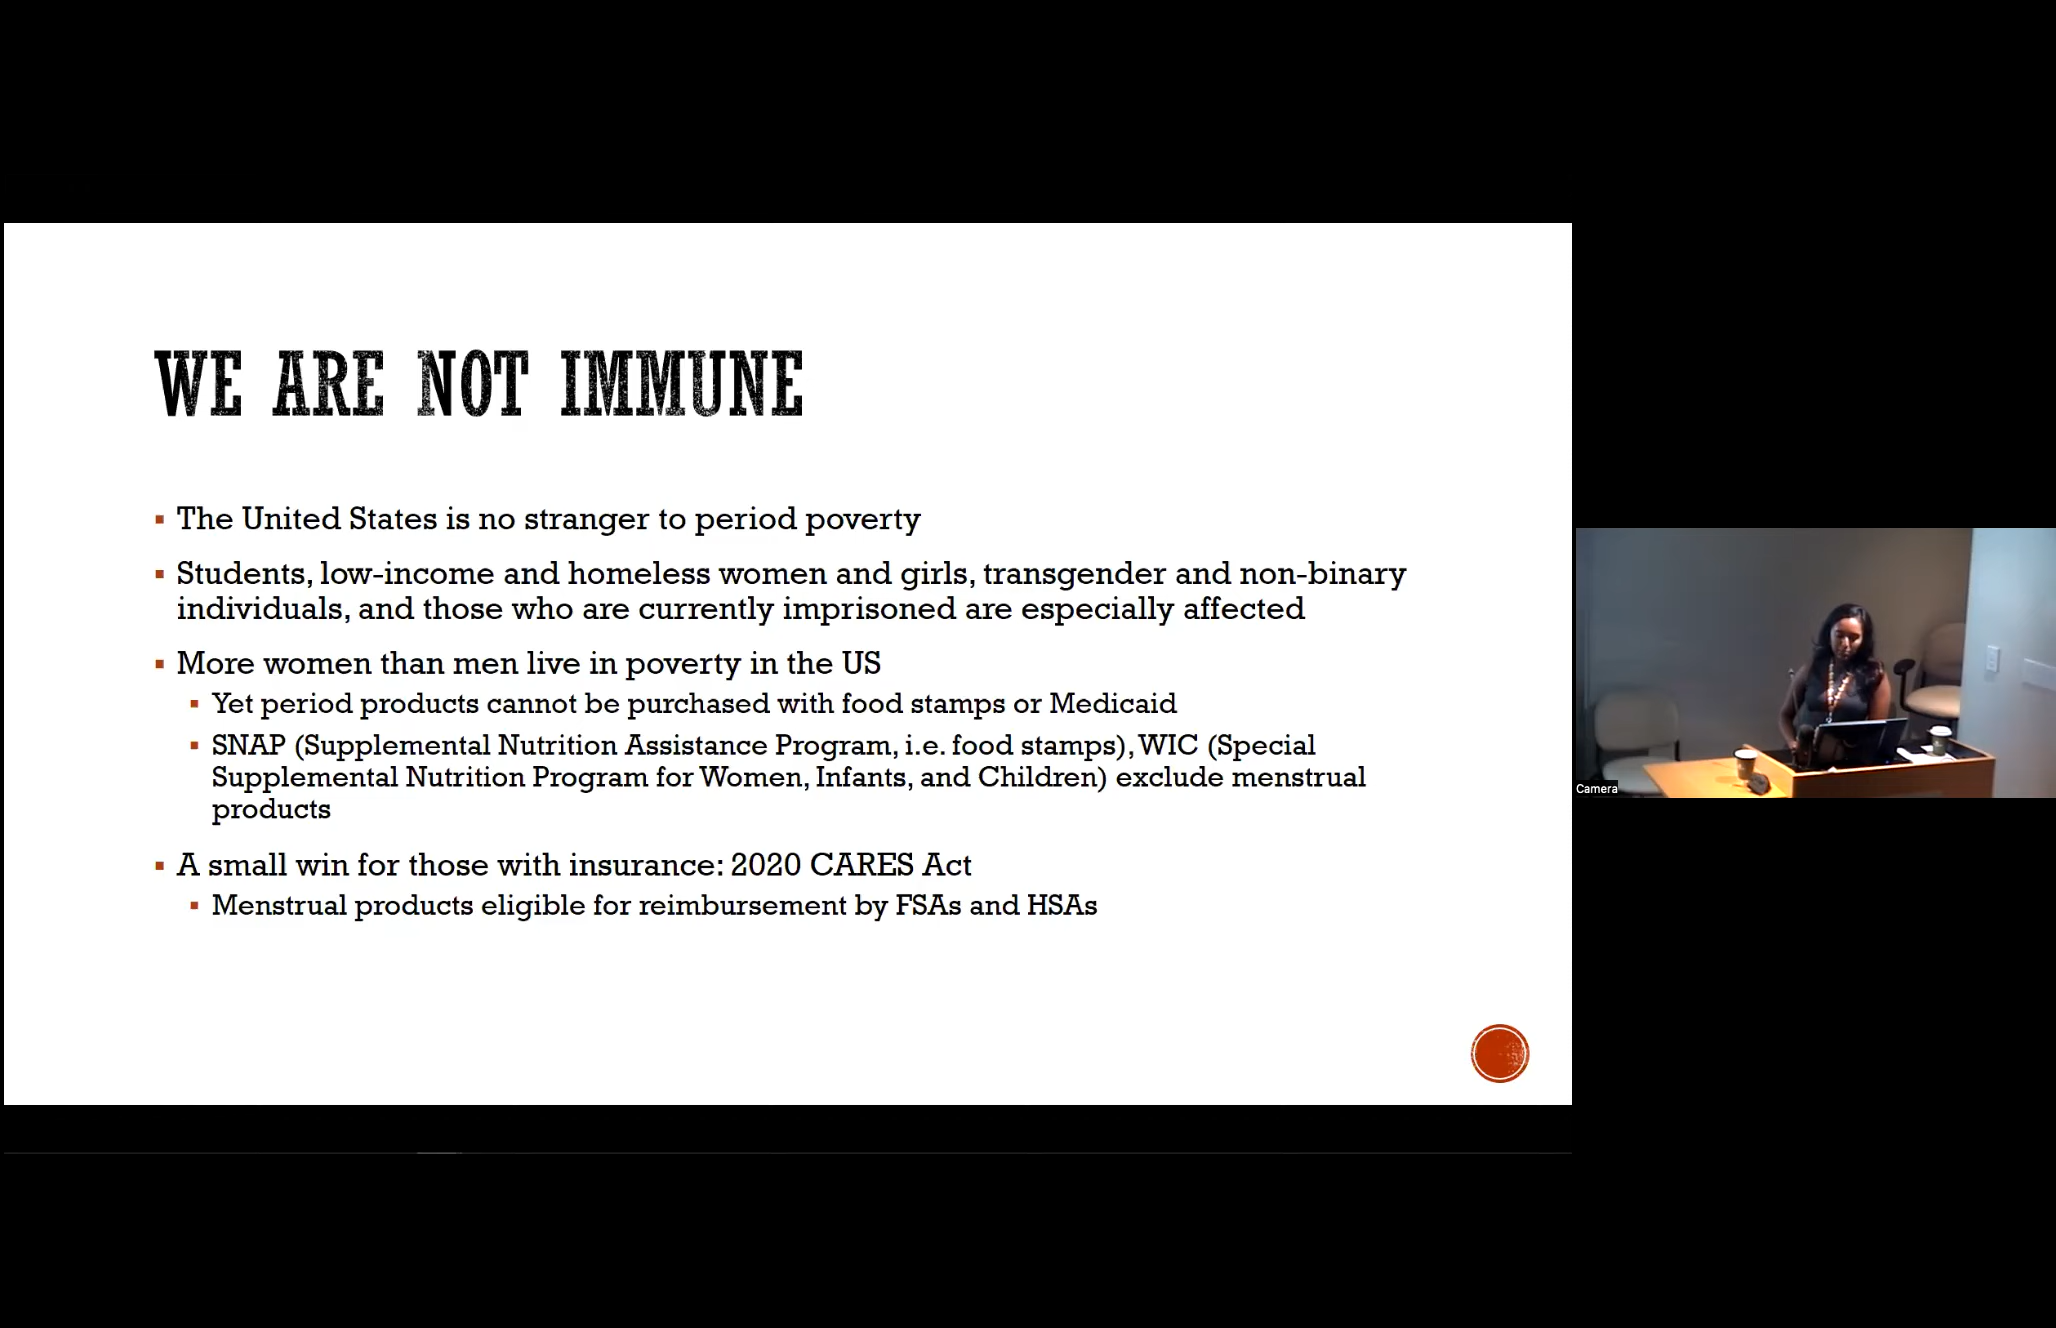 WE ARE NOT IMMUNE
▪ The United States is no stranger to period poverty
▪ Students, low-income and homeless women and girls, transgender and non-binary
individuals, and those who are currently imprisoned are especially affected
▪ More women than men live in poverty in the US
▪ Yet period products cannot be purchased with food stamps or Medicaid
▪ SNAP (Supplemental Nutrition Assistance Program, i.e. food stamps), WIC (Special
Supplemental Nutrition Program for Women, Infants, and Children) exclude menstrual
products
▪ A small win for those with insurance: 2020 CARES Act
▪ Menstrual products eligible for reimbursement by FSAs and HSAs
Camera